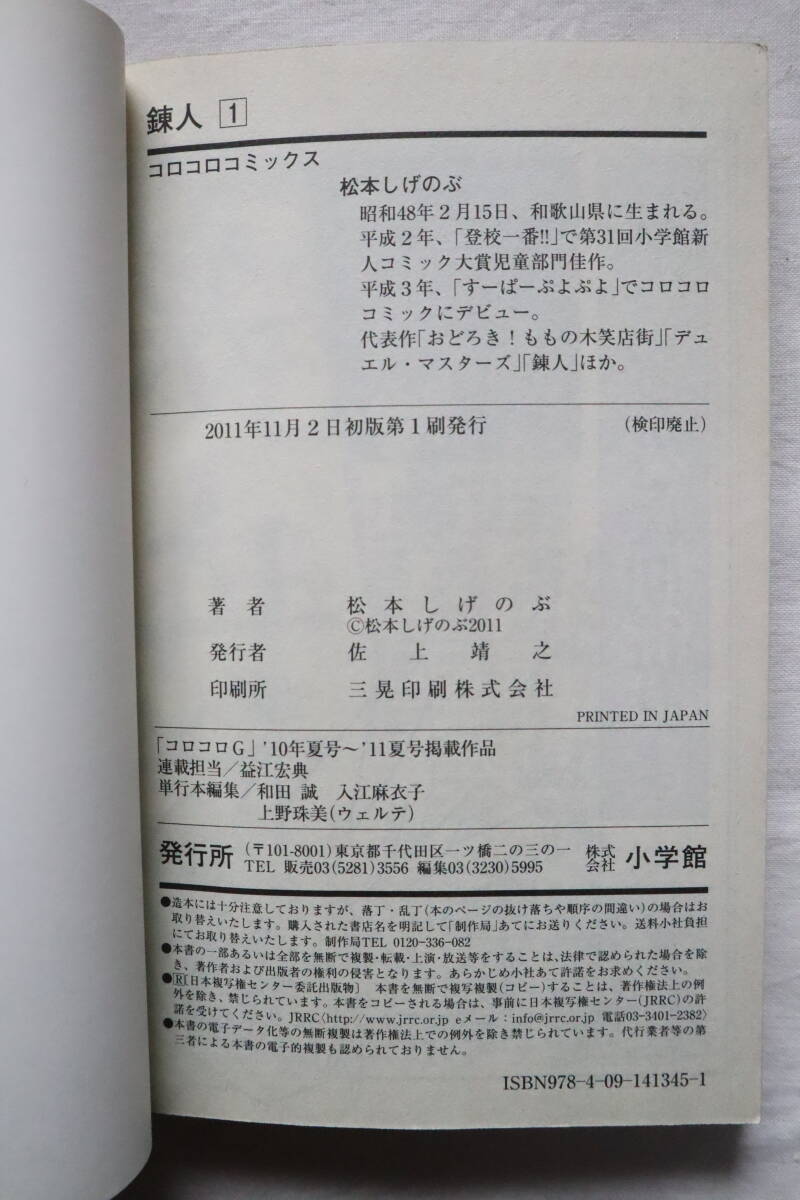 錬人 1
コロコロコミックス
松本しげのぶ
昭和48年2月15日、和歌山県に生まれる。
平成2年、「登校一番!!」で第31回小学館新
人コミック大賞児童部門佳作。
平成3年、「すーぱーぷよぷよ」でコロコロ
コミックにデビュー。
代表作「おどろき！ももの木笑店街」「デュ
エル・マスターズ」「錬人」ほか。
2011年11月2日初版第1刷発行 （検印廃止）
著者 松本しげのぶ
©松本しげのぶ2011
発行者 佐上靖之
印刷所 三晃印刷株式会社
PRINTED IN JAPAN
「コロコロG」'10年夏号〜'11夏号掲載作品
連載担当／益江宏典
単行本編集／和田 誠 入江麻衣子
上野珠美（ウェルテ）
発行所 （〒101-8001）東京都千代田区一ツ橋二の三の一 株式会社 小学館
TEL 販売03(5281)3556 編集03(3230)5995
●造本には十分注意しておりますが、落丁・乱丁（本のページの抜け落ちや順序の間違い）の場合はお
取り替えいたします。購入された書店名を明記して「制作局」あてにお送りください。送料小社負担
にてお取り替えいたします。制作局TEL 0120-336-082
●本書の一部あるいは全部を無断で複製・転載・上演・放送等をすることは、法律で認められた場合を除
き、著作者および出版者の権利の侵害となります。あらかじめ小社あて許諾をお求めください。
●R［日本複写権センター委託出版物］ 本書を無断で複写複製（コピー）することは、著作権法上の例
外を除き、禁じられています。本書をコピーされる場合は、事前に日本複写権センター（JRRC）の許
諾を受けてください。JRRC〈http://www.jrrc.or.jp eメール：info@jrrc.or.jp 電話03-3401-2382〉
●本書の電子データ化等の無断複製は著作権法上での例外を除き禁じられています。代行業者等の第
三者による本書の電子的複製も認められておりません。
ISBN978-4-09-141345-1